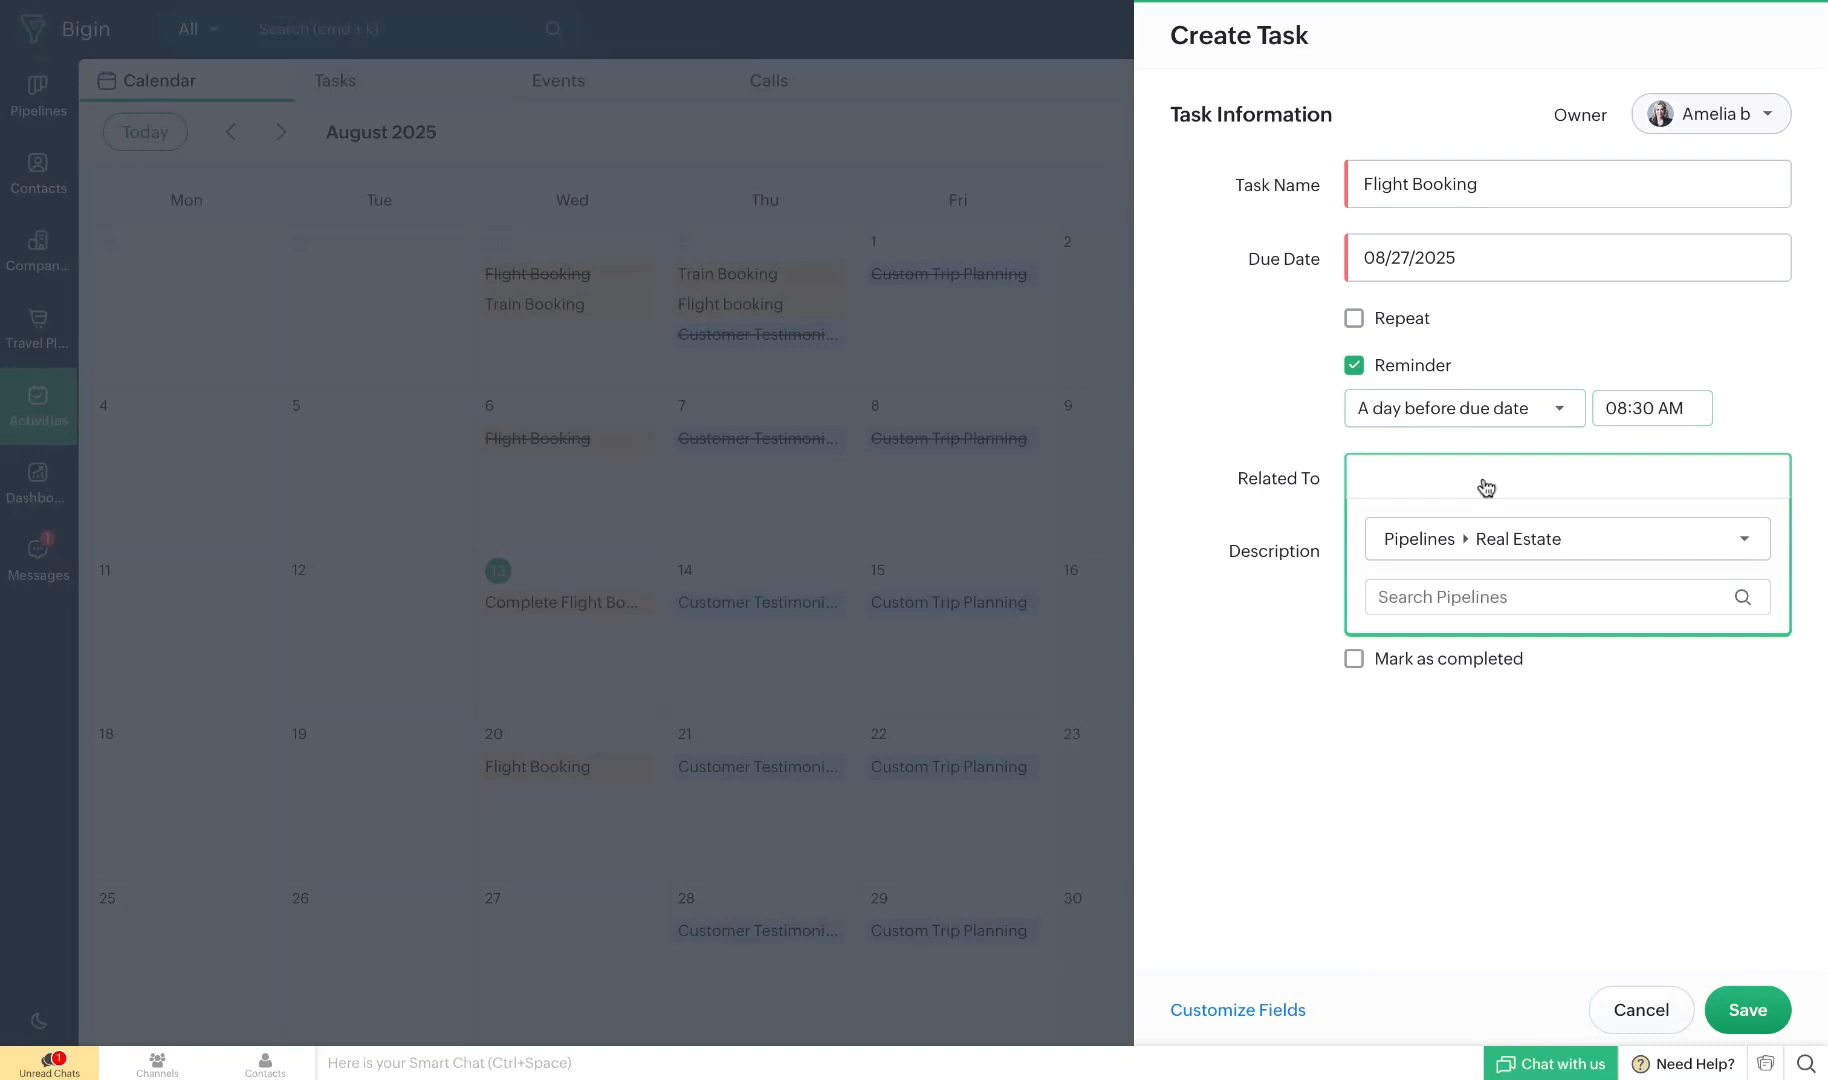 Bigin
All
Search (cmd + k)
Pipelines
Contacts
Compan...
Travel Pl...
Activities
Dashbo...
1
Messages
Calendar
Tasks
Events
Calls
Today
August 2025
Mon
Tue
Wed
Thu
Fri
1
2
Flight Booking
Train Booking
Custom Trip Planning
Train Booking
Flight booking
Customer Testimoni...
4
5
6
7
8
9
Flight Booking
Customer Testimoni...
Custom Trip Planning
11
12
13
14
15
16
Complete Flight Bo...
Customer Testimoni...
Custom Trip Planning
18
19
20
21
22
23
Flight Booking
Customer Testimoni...
Custom Trip Planning
25
26
27
28
29
30
Customer Testimoni...
Custom Trip Planning
Create Task
Task Information
Owner
Amelia b
Task Name
Flight Booking
Due Date
08/27/2025
Repeat
Reminder
A day before due date
08:30 AM
Related To
Pipelines
Real Estate
Description
Search Pipelines
Mark as completed
Customize Fields
Cancel
Save
1
Unread Chats
Channels
Contacts
Here is your Smart Chat (Ctrl+Space)
Chat with us
? Need Help?